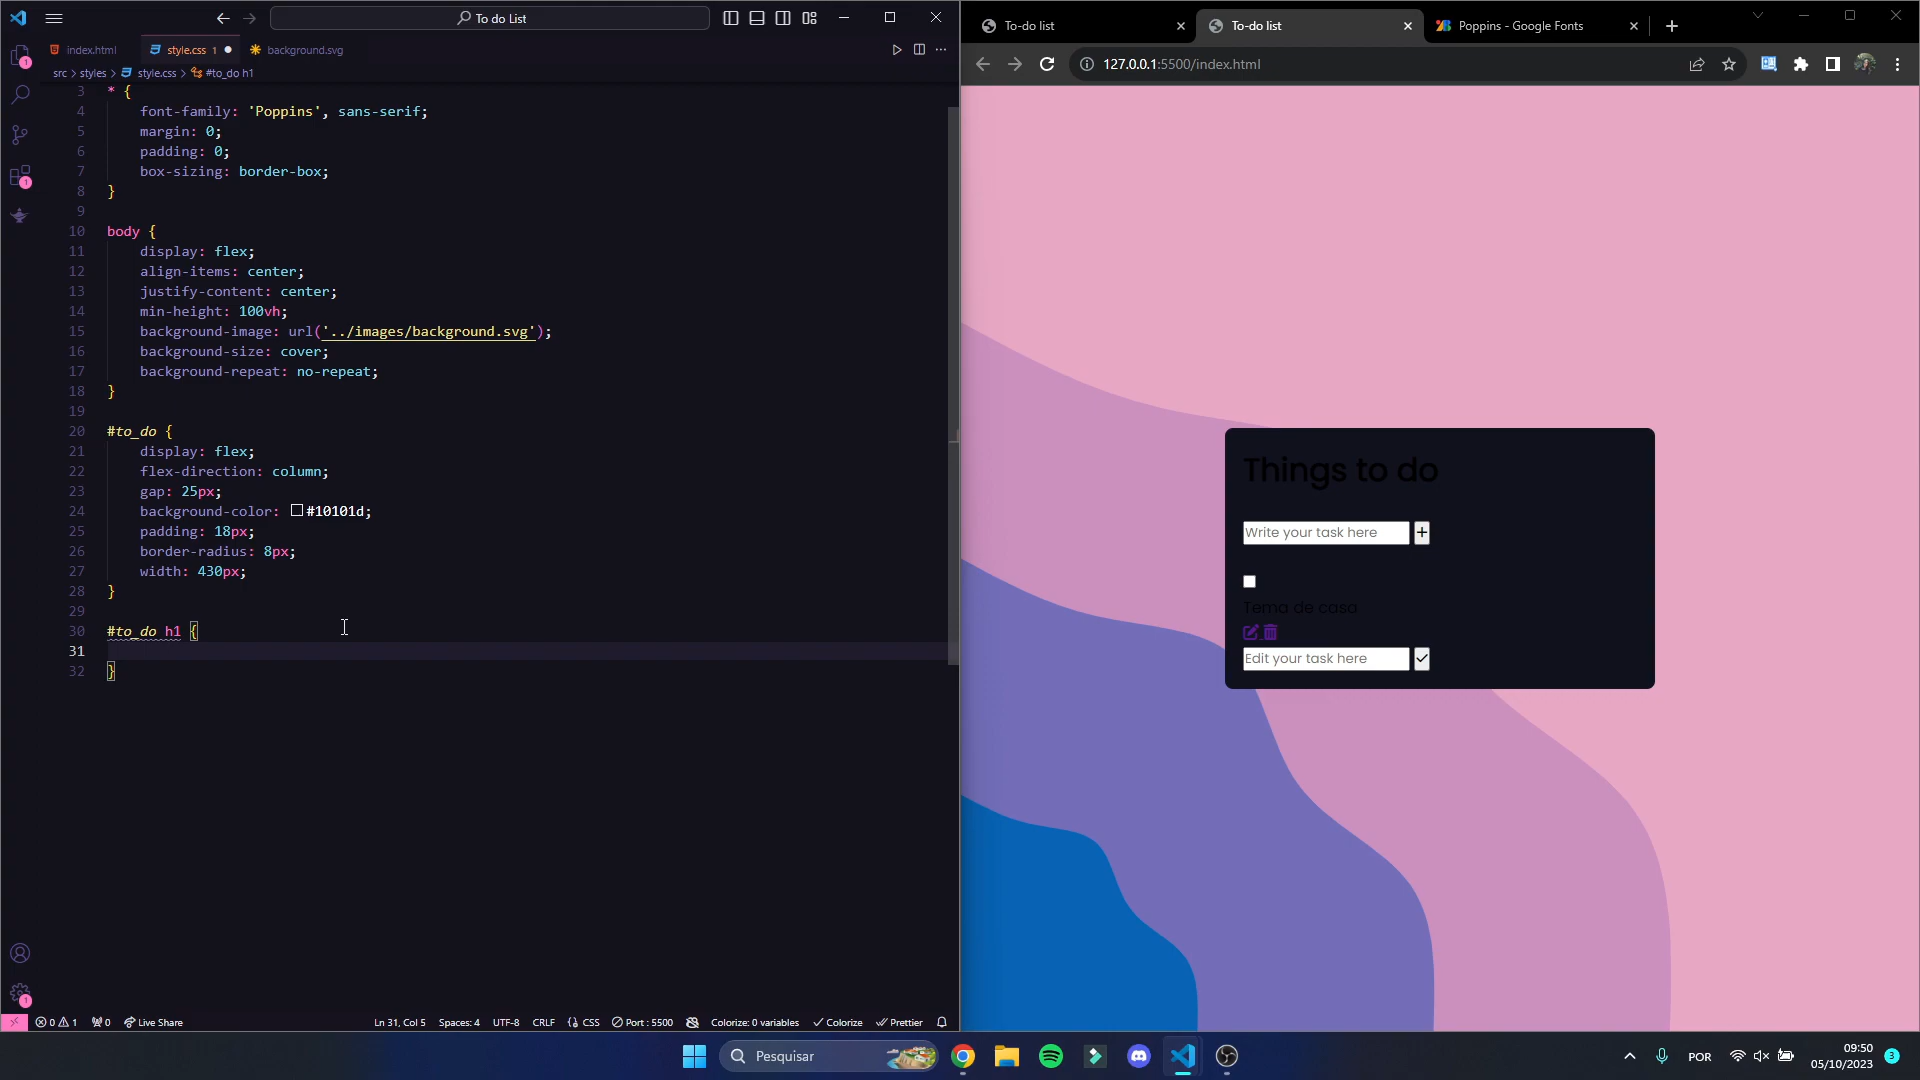 To do List
index.html
style.css 1
background.svg
src > styles > style.css > #to_do h1
3 * {
4 font-family: 'Poppins', sans-serif;
5 margin: 0;
6 padding: 0;
7 box-sizing: border-box;
8 }
9
10 body {
11 display: flex;
12 align-items: center;
13 justify-content: center;
14 min-height: 100vh;
15 background-image: url('../images/background.svg');
16 background-size: cover;
17 background-repeat: no-repeat;
18 }
19
20 #to_do {
21 display: flex;
22 flex-direction: column;
23 gap: 25px;
24 background-color: #10101d;
25 padding: 18px;
26 border-radius: 8px;
27 width: 430px;
28 }
29
30 #to_do h1 {
31
32 }
1
1
1
0 1 0 Live Share
Ln 31, Col 5 Spaces: 4 UTF-8 CRLF {} CSS Port : 5500 Colorize: 0 variables Colorize Prettier
To-do list
To-do list
Poppins - Google Fonts
127.0.0.1:5500/index.html
Things to do
Write your task here +
Tema de casa
Edit your task here
Pesquisar
POR
09:50
05/10/2023
3